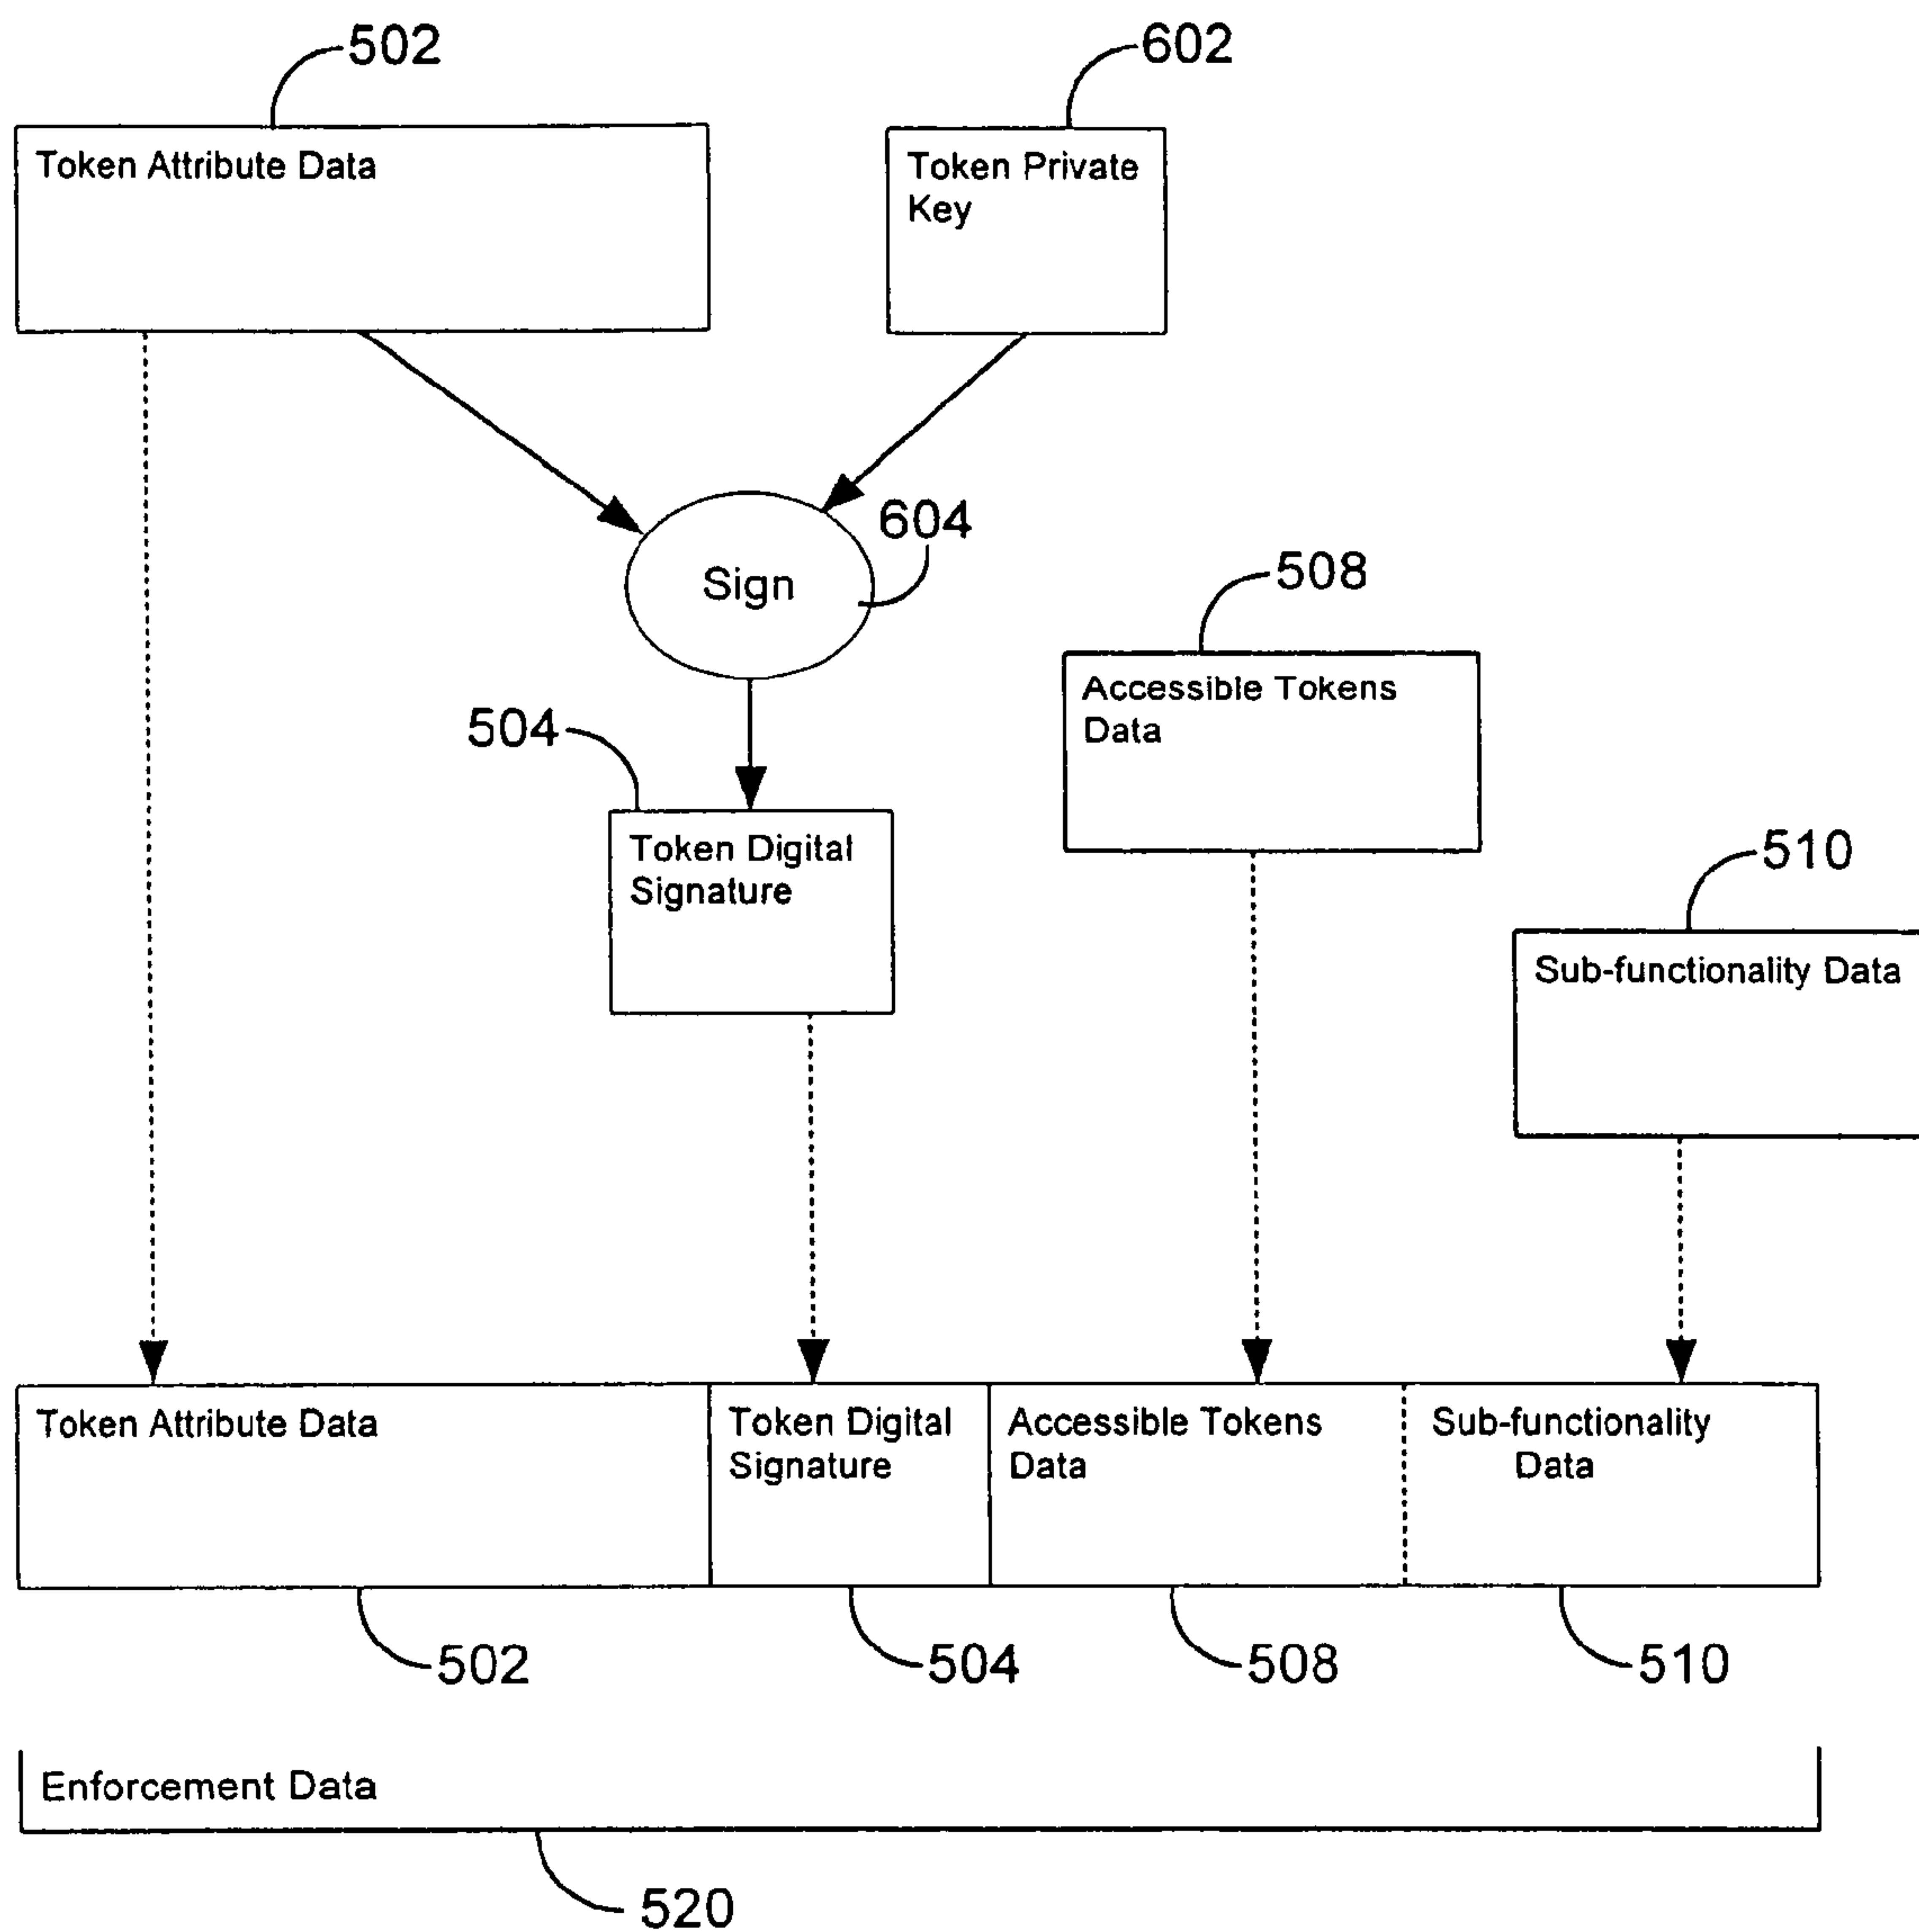 502
602
Token Attribute Data
Token Private
Key
604
Sign
508
Accessible Tokens
Data
504
Token Digital
Signature
510
Sub-functionality Data
Token Attribute Data
Token Digital
Signature
Accessible Tokens
Data
Sub-functionality
Data
502
504
508
510
Enforcement Data
520